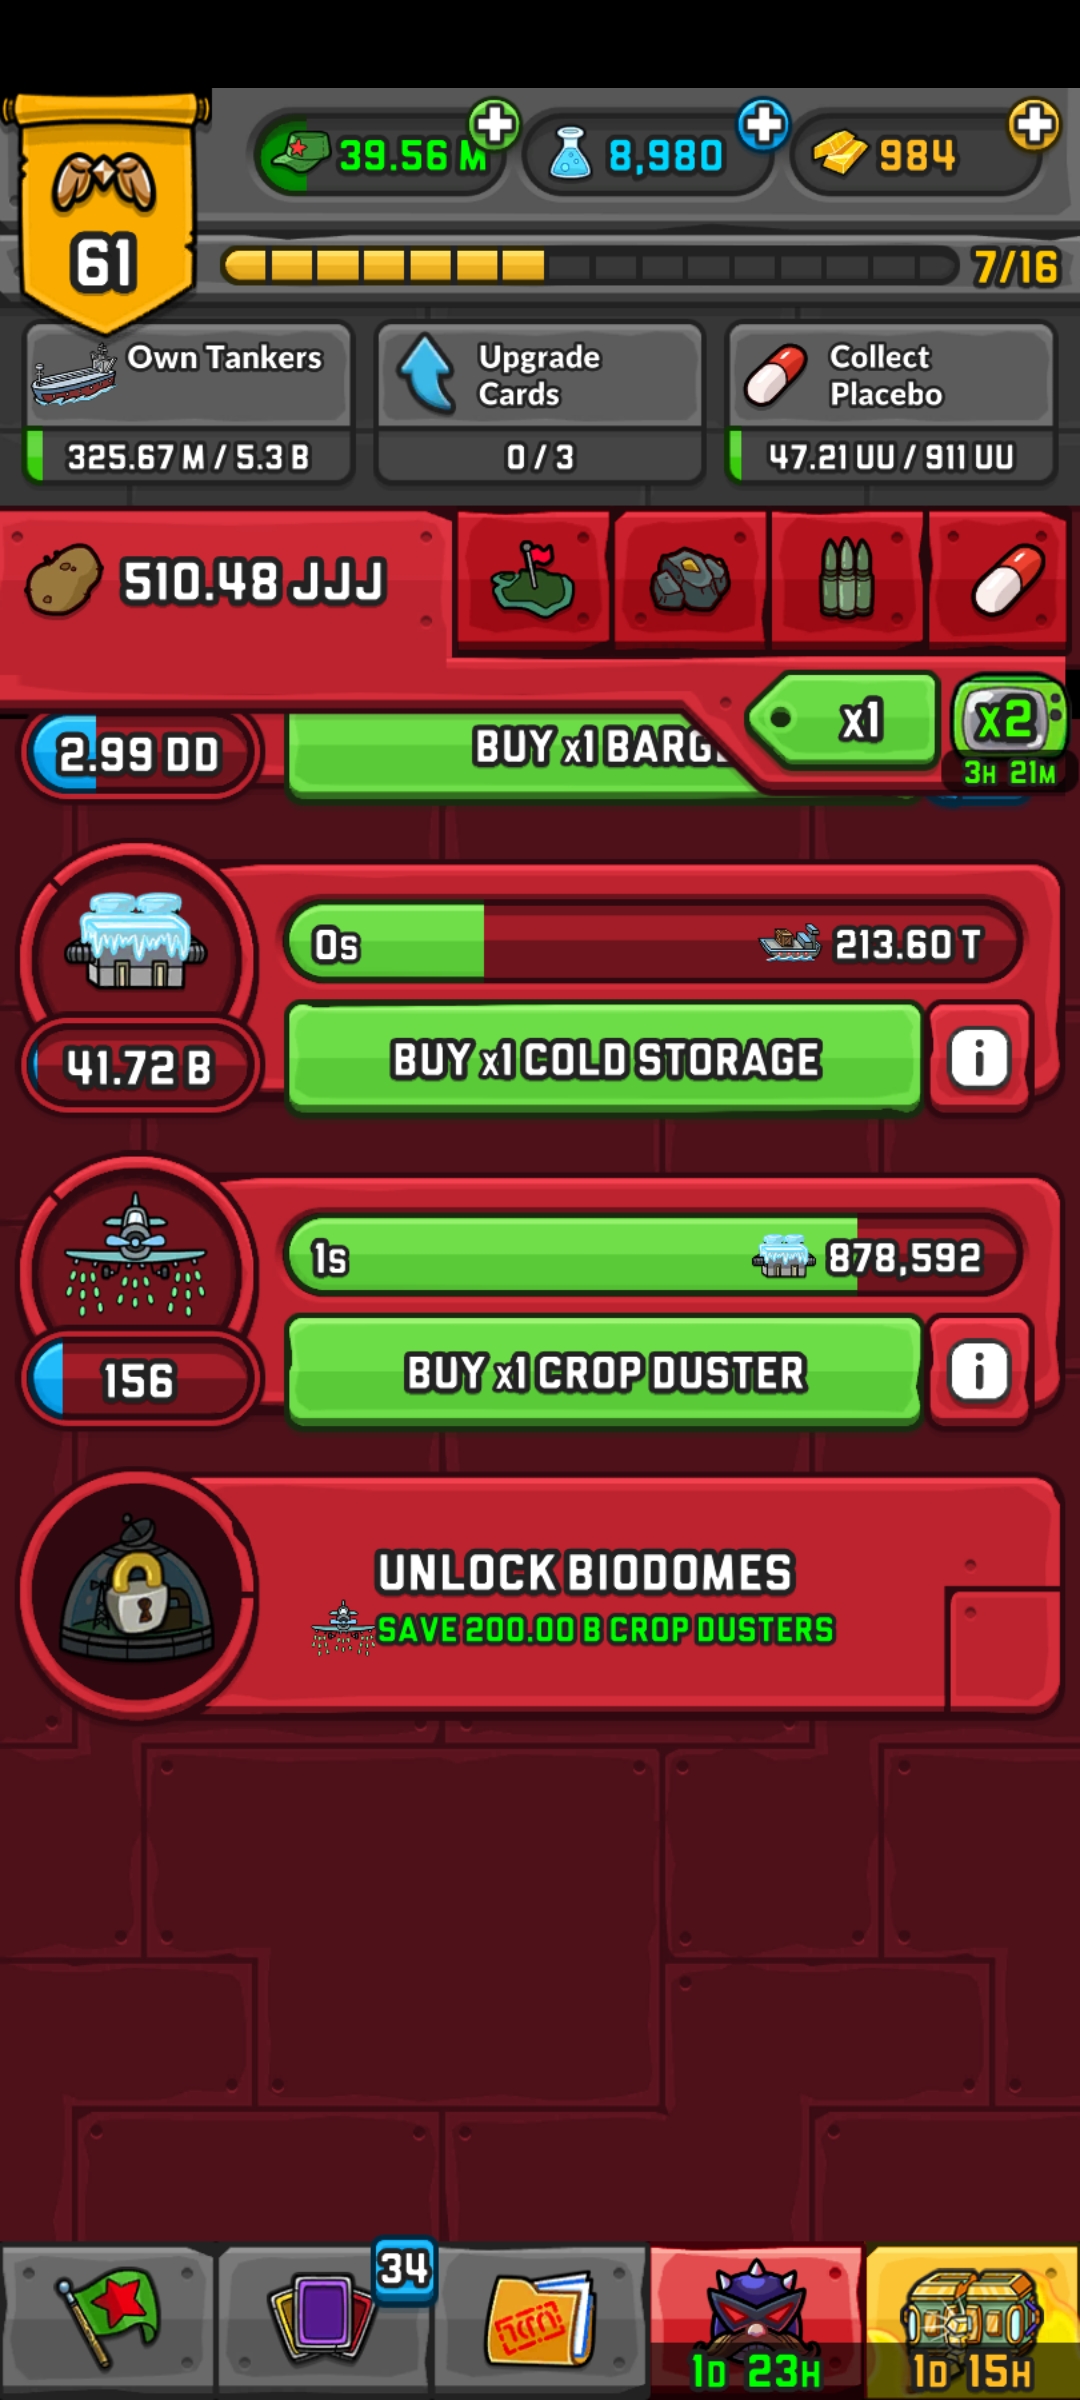 39.56 M
8,980
984
61
7/16
Own Tankers
325.67 M / 5.3 B
Upgrade
Cards
0 / 3
Collect
Placebo
47.21 UU / 911 UU
510.48 JJJ
x1
x2
3H 21M
2.99 DD
BUY x1
0s
213.60 T
41.72 B
BUY x1 COLD STORAGE
i
1s
878,592
156
BUY x1 CROP DUSTER
i
UNLOCK BIODOMES
SAVE 200.00 B CROP DUSTERS
34
1D 23H
1D 15H